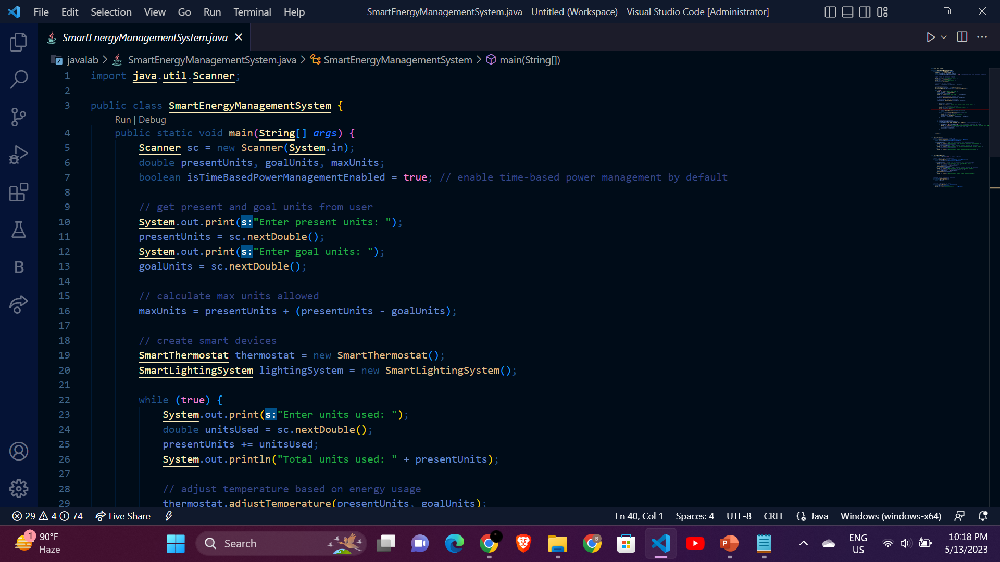 File Edit Selection View Go Run Terminal Help
SmartEnergyManagementSystem.java - Untitled (Workspace) - Visual Studio Code [Administrator]
SmartEnergyManagementSystem.java
javalab > SmartEnergyManagementSystem.java > SmartEnergyManagementSystem > main(String[])
1 import java.util.Scanner;
2
3 public class SmartEnergyManagementSystem {
Run | Debug
4 public static void main(String[] args) {
5 Scanner sc = new Scanner(System.in);
6 double presentUnits, goalUnits, maxUnits;
7 boolean isTimeBasedPowerManagementEnabled = true; // enable time-based power management by default
8
9 // get present and goal units from user
10 System.out.print(s:"Enter present units: ");
11 presentUnits = sc.nextDouble();
12 System.out.print(s:"Enter goal units: ");
13 goalUnits = sc.nextDouble();
14
15 // calculate max units allowed
16 maxUnits = presentUnits + (presentUnits - goalUnits);
17
18 // create smart devices
19 SmartThermostat thermostat = new SmartThermostat();
20 SmartLightingSystem lightingSystem = new SmartLightingSystem();
21
22 while (true) {
23 System.out.print(s:"Enter units used: ");
24 double unitsUsed = sc.nextDouble();
25 presentUnits += unitsUsed;
26 System.out.println("Total units used: " + presentUnits);
27
28 // adjust temperature based on energy usage
29 thermostat.adjustTemperature(presentUnits, goalUnits);
B
29 4 74 Live Share
Ln 40, Col 1 Spaces: 4 UTF-8 CRLF Java Windows (windows-x64)
1 90°F
Haze
Search
B
P
ENG
US
10:18 PM
5/13/2023